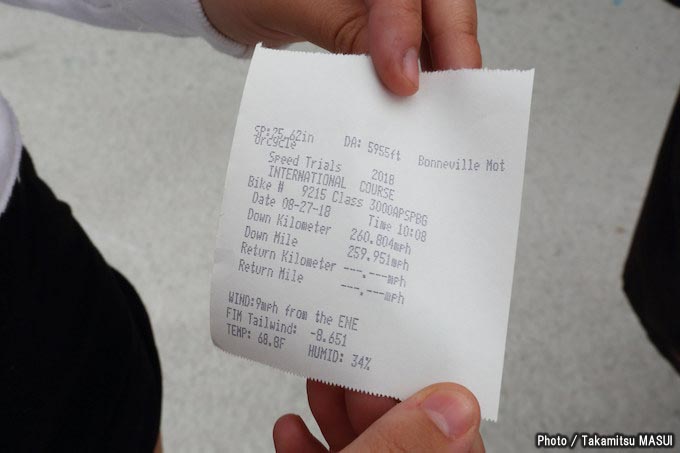 SP:25.62in DA: 5955ft Bonneville Mot
orcycle
Speed Trials 2018
INTERNATIONAL COURSE
Bike # 9215 Class 3000APSPBG
Date 08-27-18 Time 10:08
Down Kilometer 260.804mph
Down Mile 259.951mph
Return Kilometer ---.---mph
Return Mile ---.---mph
WIND:9mph from the ENE
FIM Tailwind: -8.651
TEMP: 68.8F HUMID: 34%
Photo / Takamitsu MASUI